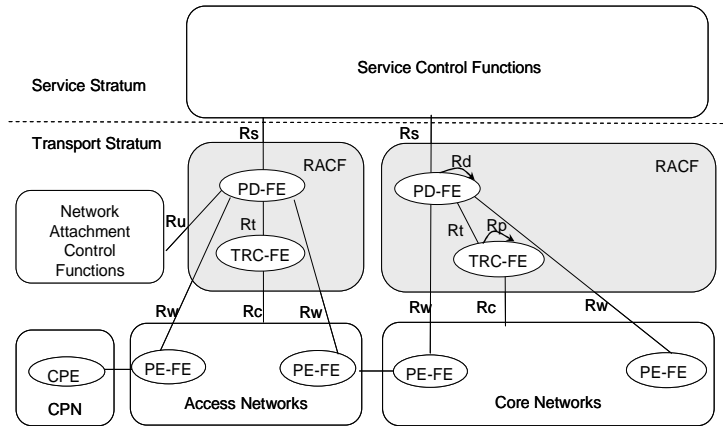 Service Control Functions
Service Stratum
Rs
Rs
Transport Stratum
RACF
RACF
Rd
PD-FE
PD-FE
Network
Attachment
Control
Functions
Ru
Rt
Rt
Rp
TRC-FE
TRC-FE
Rw
Rc
Rw
Rw
Rc
Rw
CPE
PE-FE
PE-FE
PE-FE
PE-FE
CPN
Access Networks
Core Networks